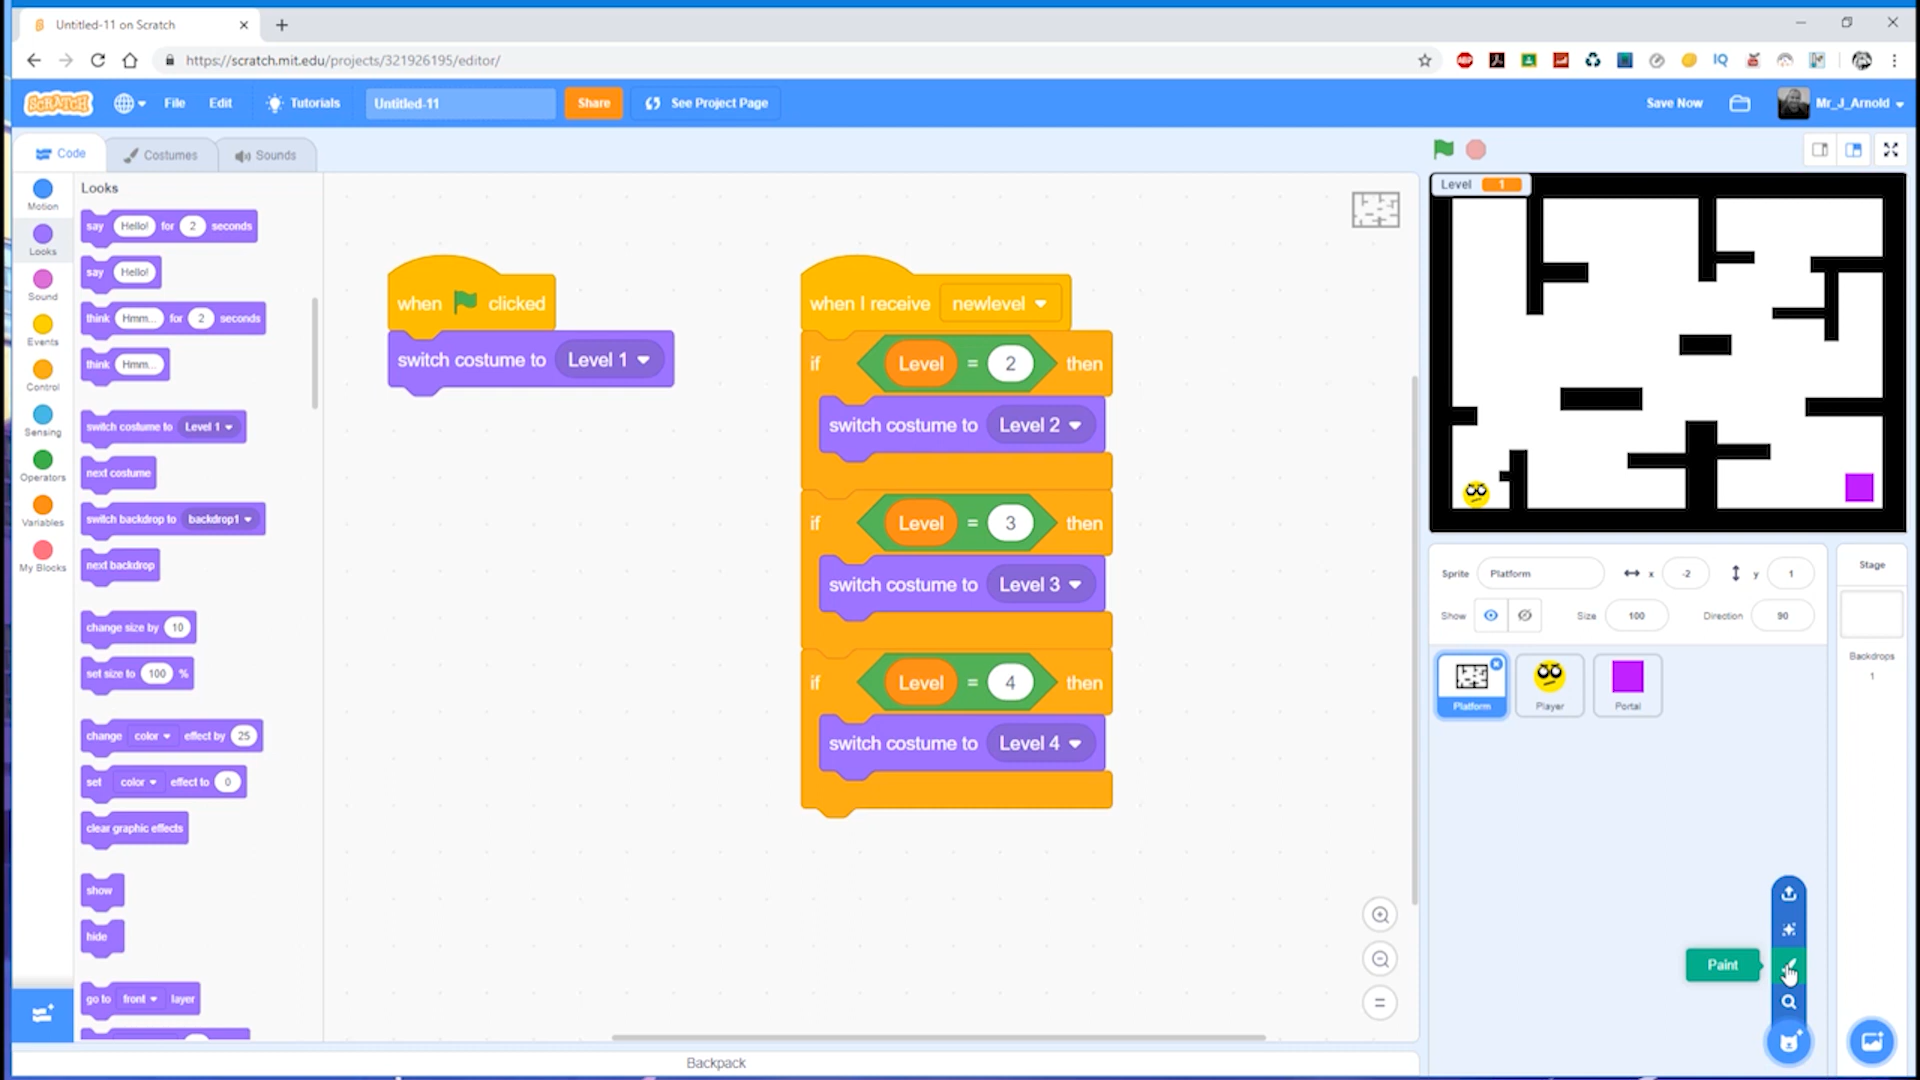 Untitled-11 on Scratch
https://scratch.mit.edu/projects/321926195/editor/
ABP
IQ
SCRATCH
File
Edit
Tutorials
Untitled-11
Share
See Project Page
Save Now
Mr_J_Arnold
Code
Costumes
Sounds
Motion
Looks
Sound
Events
Control
Sensing
Operators
Variables
My Blocks
Looks
say Hello! for 2 seconds
say Hello!
think Hmm... for 2 seconds
think Hmm...
switch costume to Level 1
next costume
switch backdrop to backdrop1
next backdrop
change size by 10
set size to 100 %
change color effect by 25
set color effect to 0
clear graphic effects
show
hide
go to front layer
when clicked
switch costume to Level 1
when I receive newlevel
if Level = 2 then
switch costume to Level 2
if Level = 3 then
switch costume to Level 3
if Level = 4 then
switch costume to Level 4
Backpack
Level 1
Sprite Platform x -2 y 1
Show Size 100 Direction 90
Platform
Player
Portal
Stage
Backdrops
1
Paint